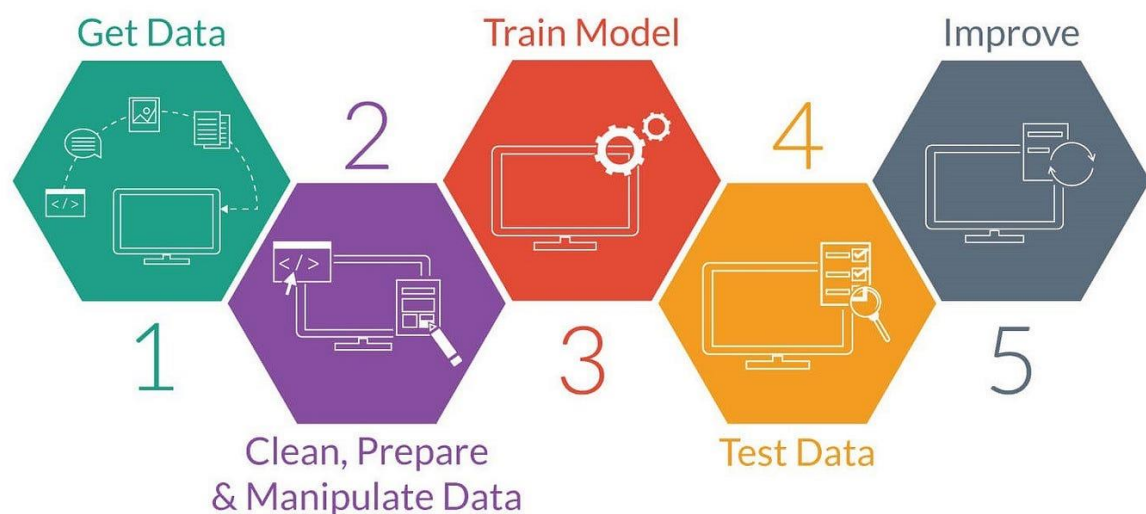 Get Data
1
2
</>
Clean, Prepare
& Manipulate Data
Train Model
3
4
Test Data
Improve
5
</>